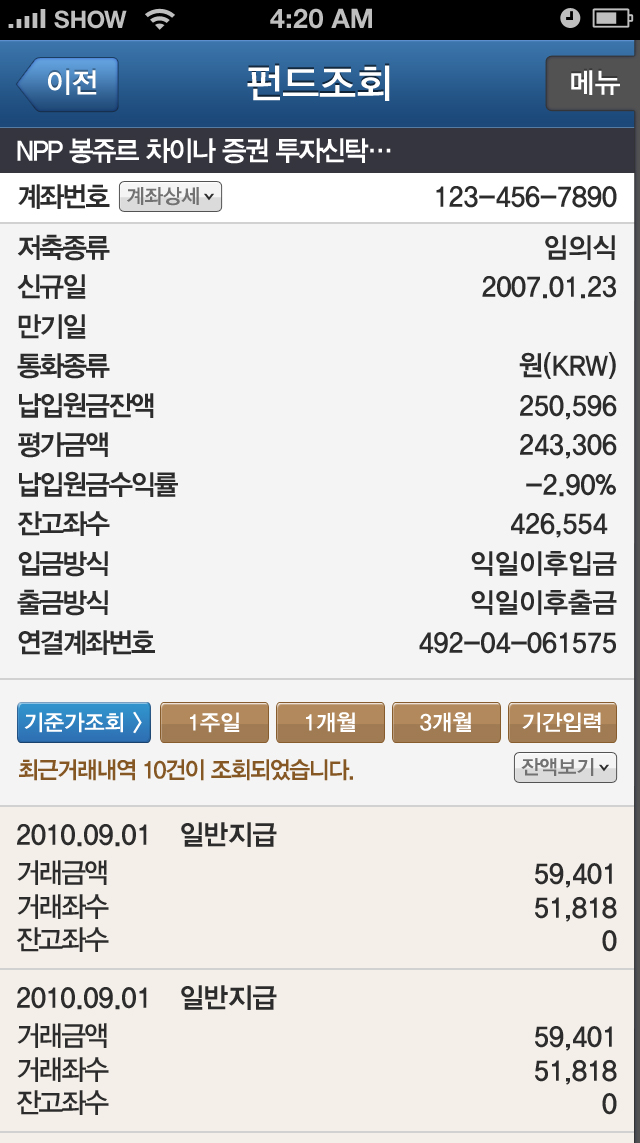 SHOW 4:20 AM
이전 펀드조회 메뉴
NPP 봉쥬르 차이나 증권 투자신탁…
계좌번호 계좌상세 123-456-7890
저축종류 임의식
신규일 2007.01.23
만기일
통화종류 원(KRW)
납입원금잔액 250,596
평가금액 243,306
납입원금수익률 -2.90%
잔고좌수 426,554
입금방식 익일이후입금
출금방식 익일이후출금
연결계좌번호 492-04-061575
기준가조회 〉 1주일 1개월 3개월 기간입력
최근거래내역 10건이 조회되었습니다. 잔액보기
2010.09.01 일반지급
거래금액 59,401
거래좌수 51,818
잔고좌수 0
2010.09.01 일반지급
거래금액 59,401
거래좌수 51,818
잔고좌수 0